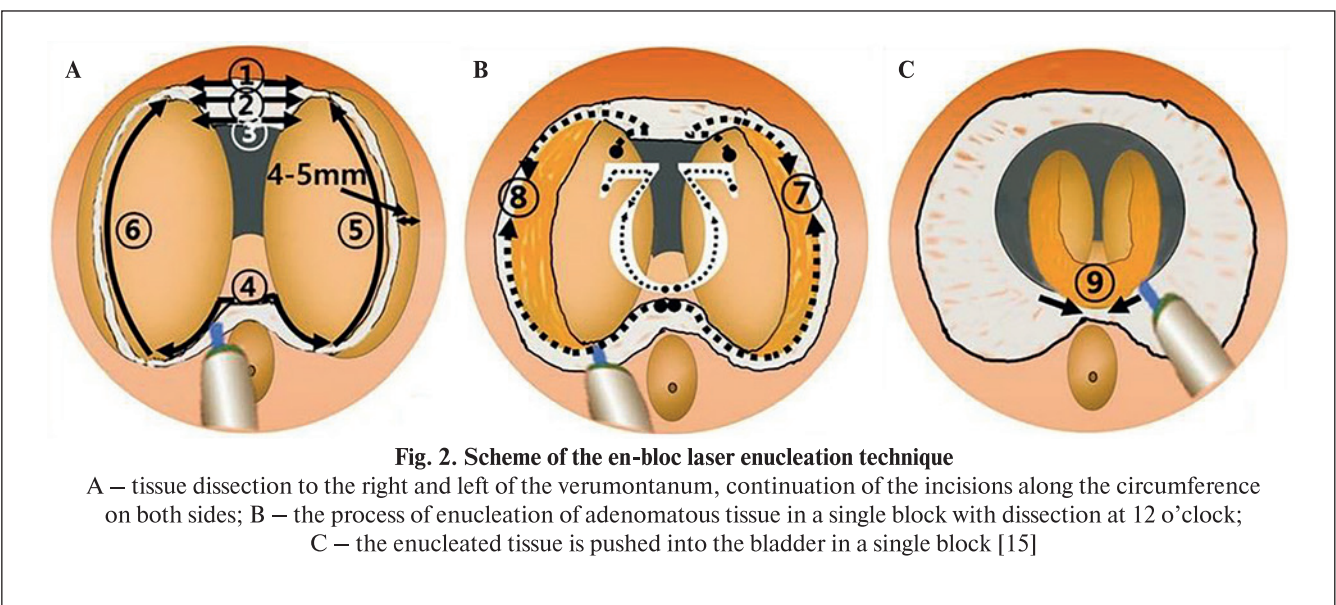 A
B
C
①
②
③
4-5mm
⑥
⑤
④
⑧
⑦
⑨
Fig. 2. Scheme of the en-bloc laser enucleation technique
A – tissue dissection to the right and left of the verumontanum, continuation of the incisions along the circumference
on both sides; B – the process of enucleation of adenomatous tissue in a single block with dissection at 12 o’clock;
C – the enucleated tissue is pushed into the bladder in a single block [15]